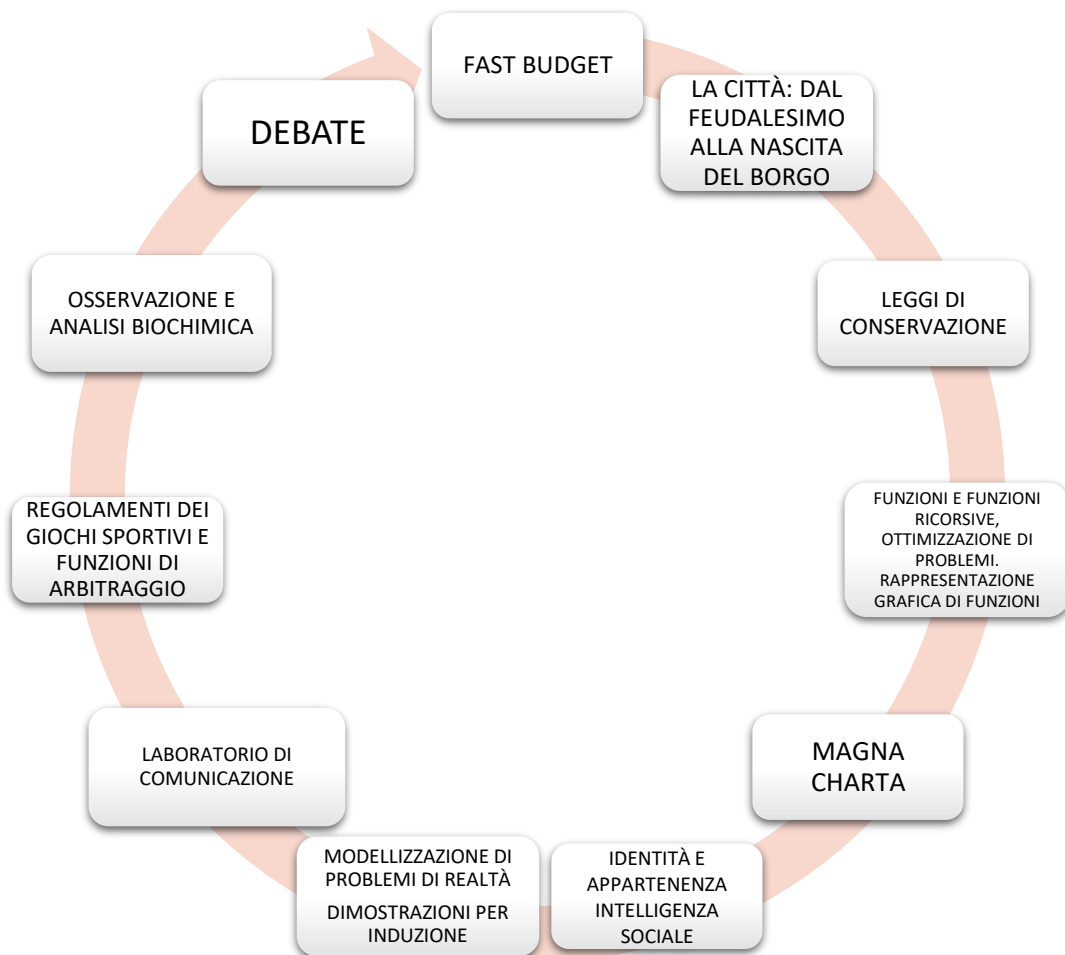 FAST BUDGET
LA CITTÀ: DAL
FEUDALESIMO
ALLA NASCITA
DEL BORGO
LEGGI DI
CONSERVAZIONE
FUNZIONI E FUNZIONI
RICORSIVE,
OTTIMIZZAZIONE DI
PROBLEMI.
RAPPRESENTAZIONE
GRAFICA DI FUNZIONI
MAGNA
CHARTA
IDENTITÀ E
APPARTENENZA
INTELLIGENZA
SOCIALE
MODELLIZZAZIONE DI
PROBLEMI DI REALTÀ
DIMOSTRAZIONI PER
INDUZIONE
LABORATORIO DI
COMUNICAZIONE
REGOLAMENTI DEI
GIOCHI SPORTIVI E
FUNZIONI DI
ARBITRAGGIO
OSSERVAZIONE E
ANALISI BIOCHIMICA
DEBATE